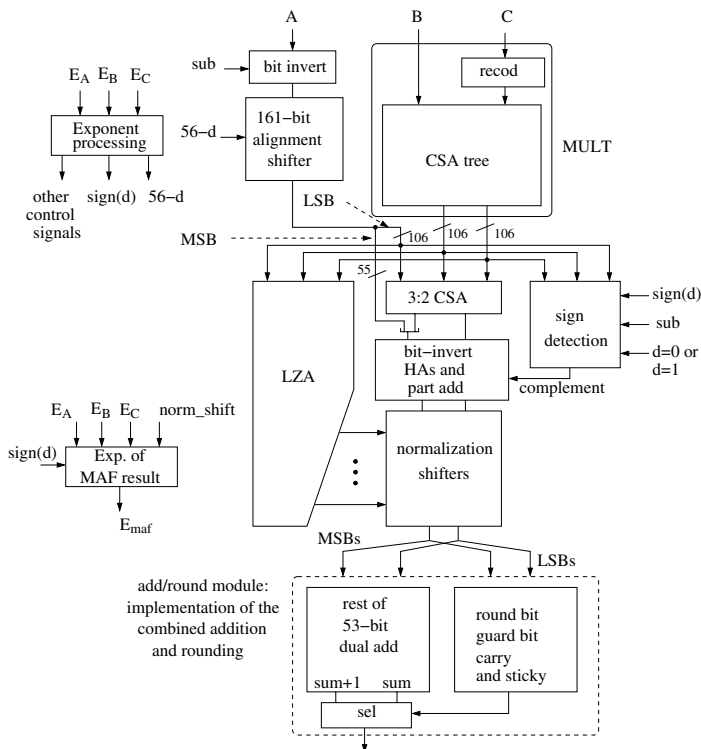 A
B
C
sub
bit invert
recod
E_A E_B E_C
56−d
161−bit
alignment
shifter
CSA tree
MULT
Exponent
processing
other
control
signals
sign(d)
56−d
LSB
MSB
106
106
106
55
3:2 CSA
sign
detection
sign(d)
sub
d=0 or
d=1
LZA
bit−invert
HAs and
part add
complement
E_A E_B E_C norm_shift
sign(d)
Exp. of
MAF result
E_maf
normalization
shifters
MSBs
LSBs
add/round module:
implementation of the
combined addition
and rounding
rest of
53−bit
dual add
sum+1 sum
round bit
guard bit
carry
and sticky
sel